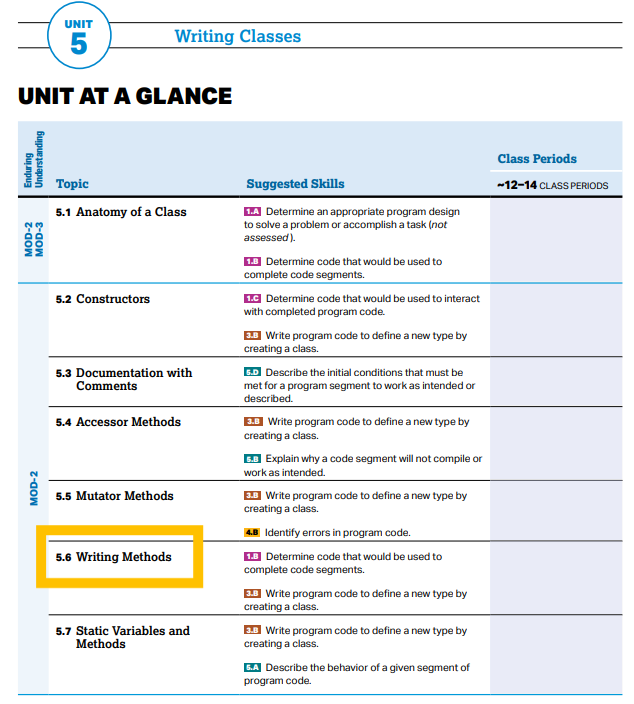 UNIT
5
Writing Classes
UNIT AT A GLANCE
Enduring
Understanding
Topic
Suggested Skills
Class Periods
~12–14 CLASS PERIODS
MOD-2
MOD-3
5.1 Anatomy of a Class
1.A Determine an appropriate program design
to solve a problem or accomplish a task (not
assessed).
1.B Determine code that would be used to
complete code segments.
MOD-2
5.2 Constructors
1.C Determine code that would be used to interact
with completed program code.
3.B Write program code to define a new type by
creating a class.
5.3 Documentation with
Comments
5.D Describe the initial conditions that must be
met for a program segment to work as intended or
described.
5.4 Accessor Methods
3.B Write program code to define a new type by
creating a class.
5.B Explain why a code segment will not compile or
work as intended.
5.5 Mutator Methods
3.B Write program code to define a new type by
creating a class.
4.B Identify errors in program code.
5.6 Writing Methods
1.B Determine code that would be used to
complete code segments.
3.B Write program code to define a new type by
creating a class.
5.7 Static Variables and
Methods
3.B Write program code to define a new type by
creating a class.
5.A Describe the behavior of a given segment of
program code.